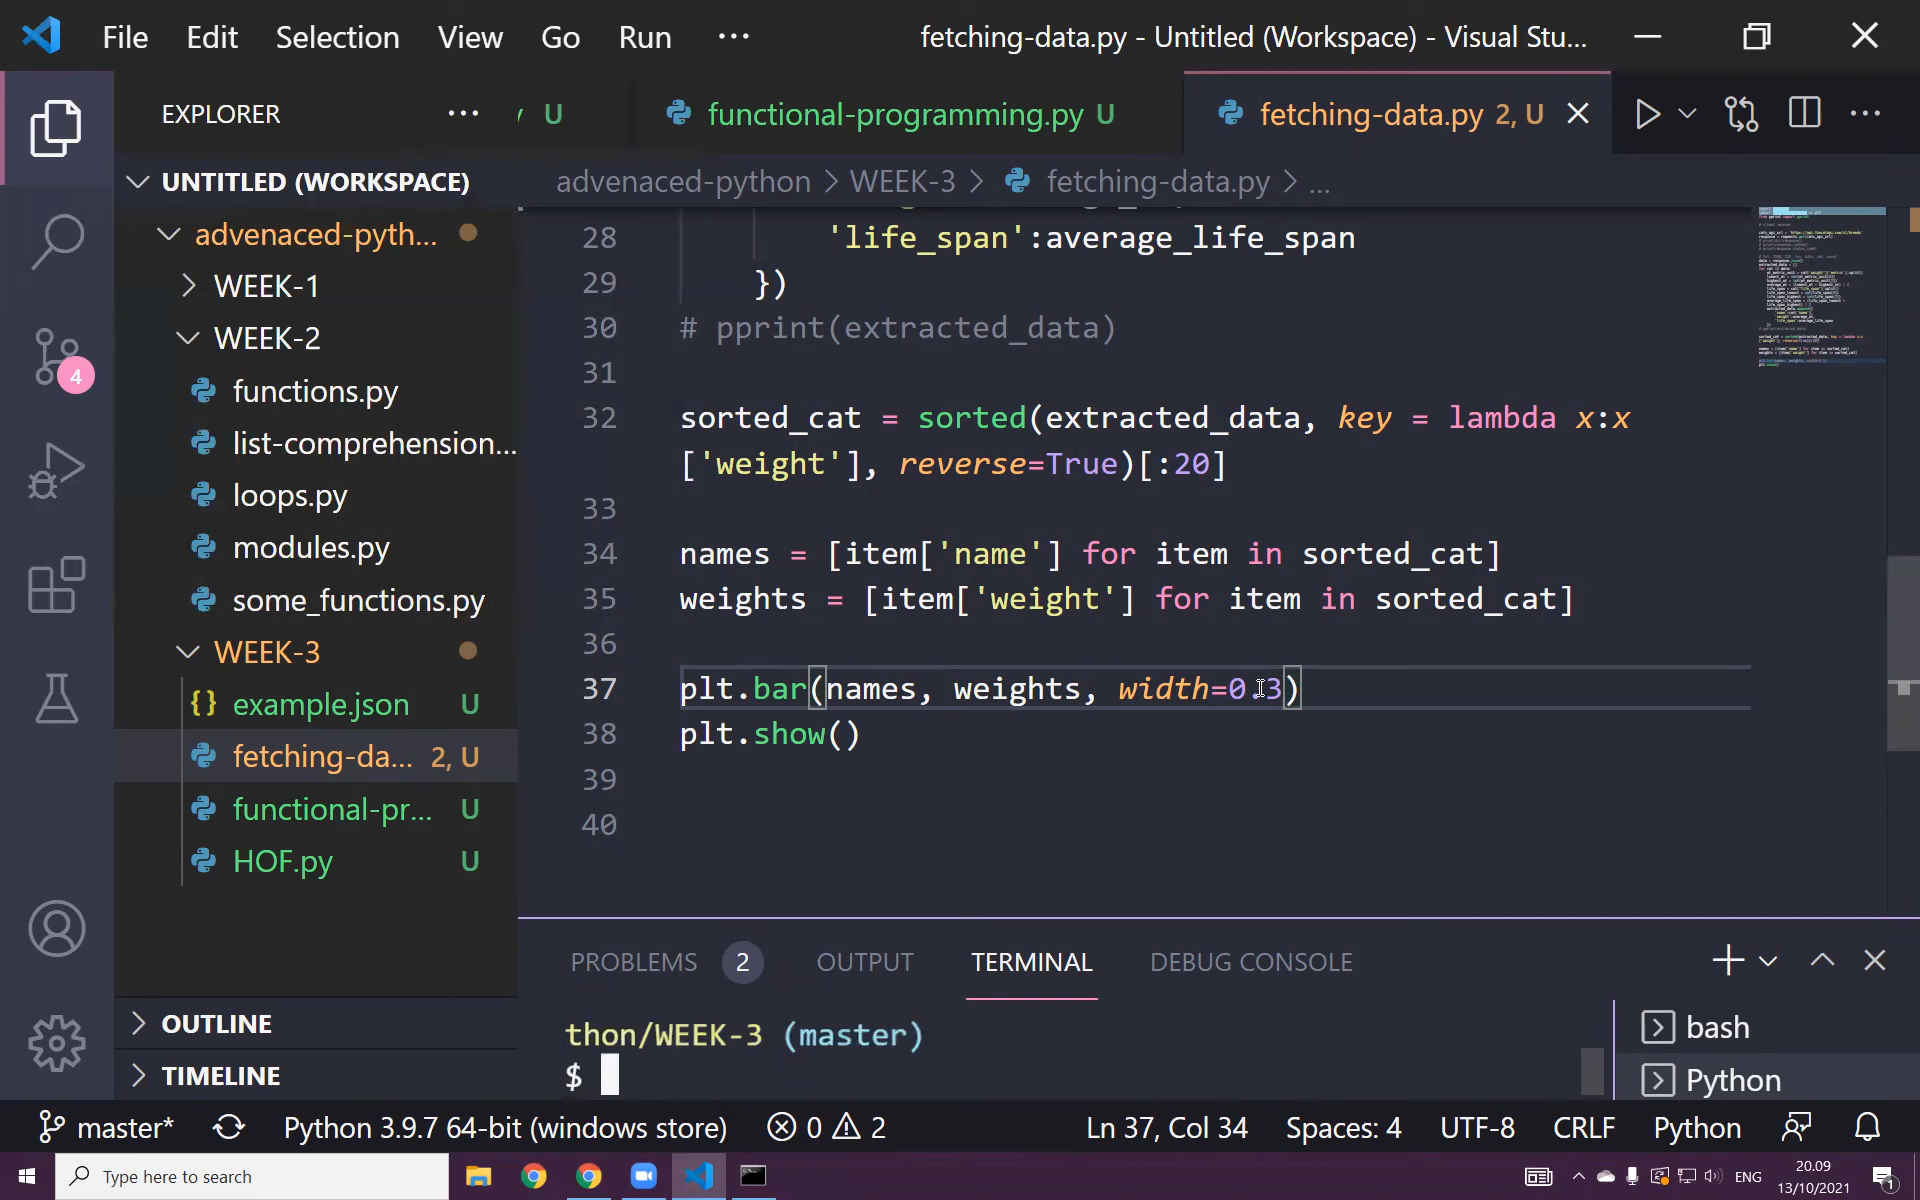 File Edit Selection View Go Run ··· fetching-data.py - Untitled (Workspace) - Visual Stu...
EXPLORER ··· y U functional-programming.py U fetching-data.py 2, U
UNTITLED (WORKSPACE)
advenaced-python > WEEK-3 > fetching-data.py > ...
advenaced-pyth...
WEEK-1
WEEK-2
functions.py
list-comprehension...
loops.py
modules.py
some_functions.py
WEEK-3
example.json U
fetching-da... 2, U
functional-pr... U
HOF.py U
OUTLINE
TIMELINE
4
28 'life_span':average_life_span
29 })
30 # pprint(extracted_data)
31
32 sorted_cat = sorted(extracted_data, key = lambda x:x
['weight'], reverse=True)[:20]
33
34 names = [item['name'] for item in sorted_cat]
35 weights = [item['weight'] for item in sorted_cat]
36
37 plt.bar(names, weights, width=0.3)
38 plt.show()
39
40
PROBLEMS 2 OUTPUT TERMINAL DEBUG CONSOLE
thon/WEEK-3 (master)
$
bash
Python
master* Python 3.9.7 64-bit (windows store) 0 2 Ln 37, Col 34 Spaces: 4 UTF-8 CRLF Python
Type here to search ENG 20.09
13/10/2021 1